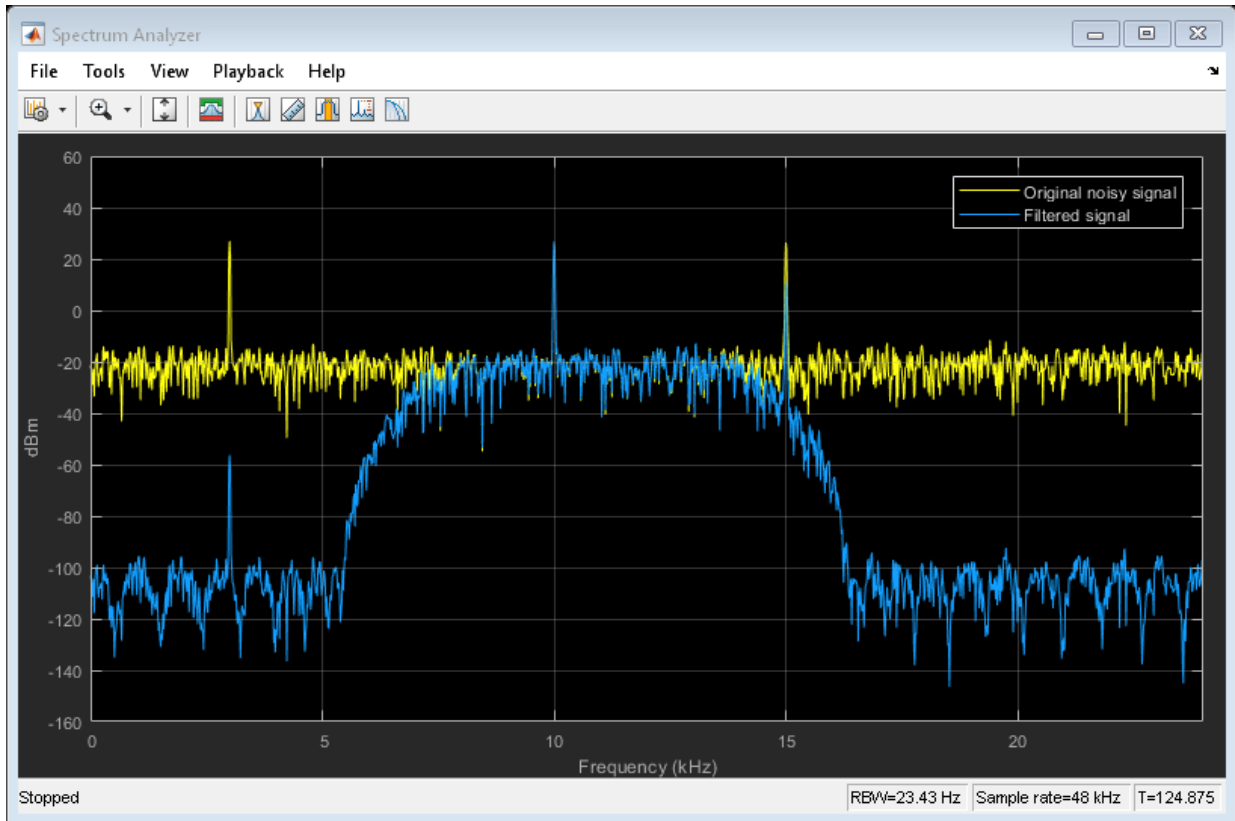 Spectrum Analyzer
File Tools View Playback Help
60
40
20
0
-20
-40
-60
-80
-100
-120
-140
-160
dBm
Original noisy signal
Filtered signal
0 5 10 15 20
Frequency (kHz)
Stopped RBW=23.43 Hz Sample rate=48 kHz T=124.875